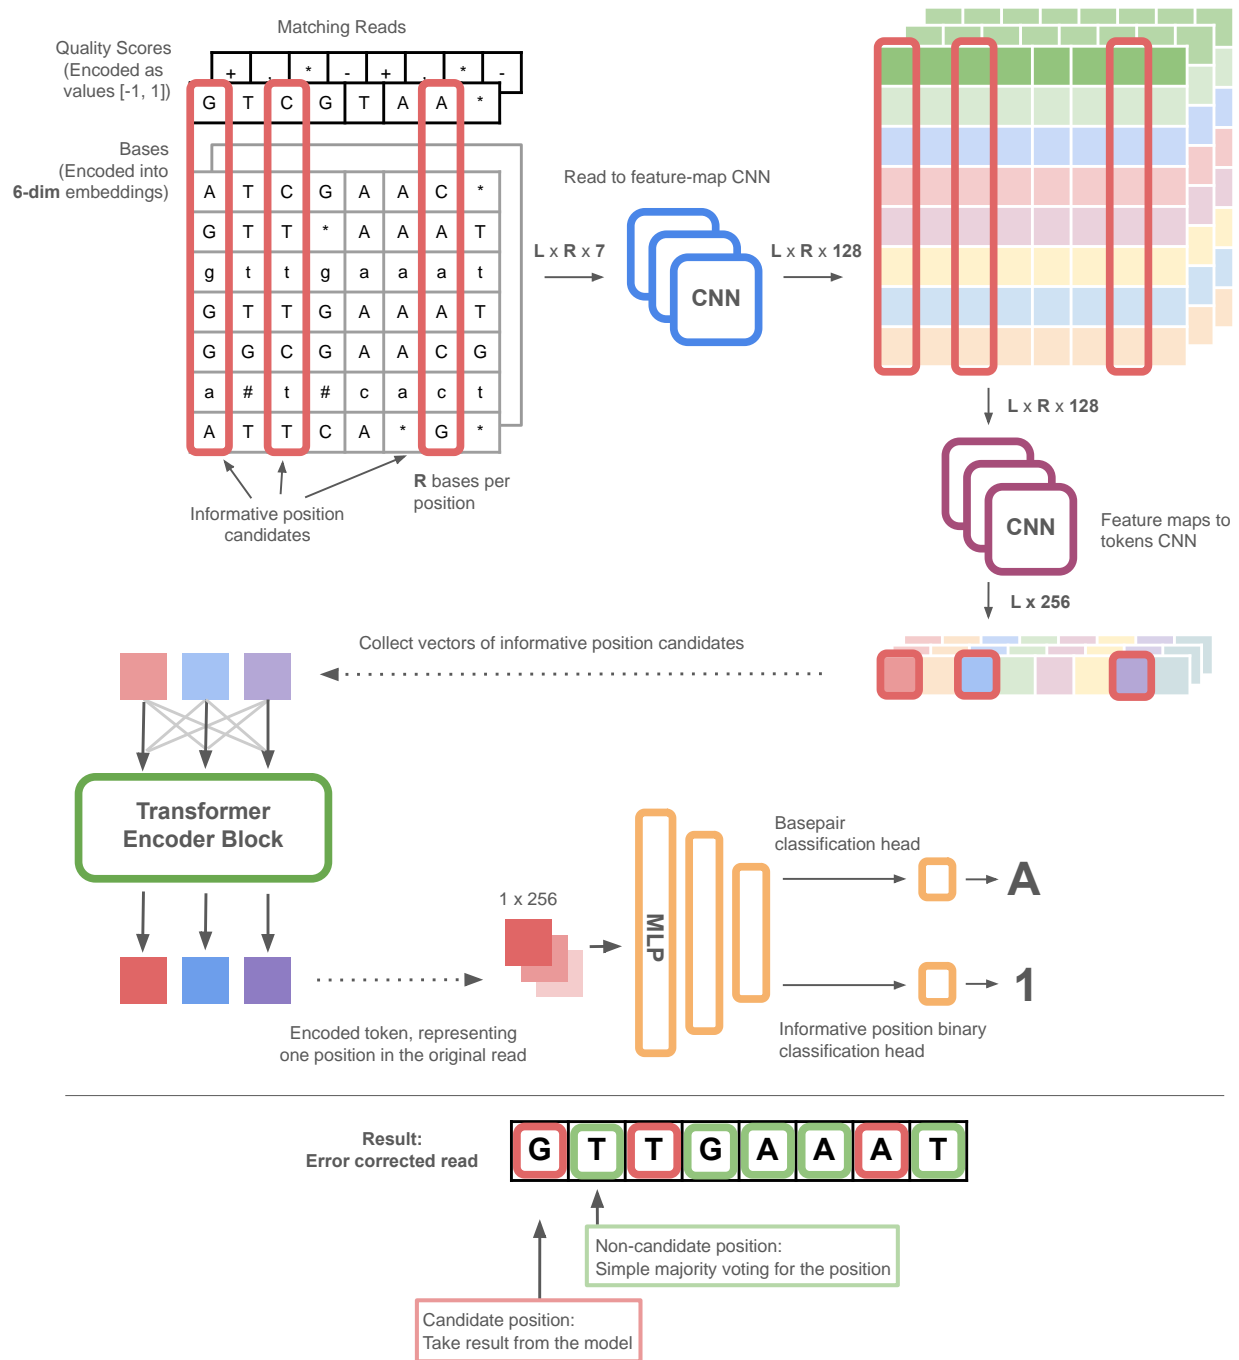 Matching Reads
Quality Scores
(Encoded as
values [-1, 1])
+ , * - + , * -
G T C G T A A *
Bases
(Encoded into
6-dim embeddings)
A T C G A A C *
G T T * A A A T
g t t g a a a t
G T T G A A A T
G G C G A A C G
a # t # c a c t
A T T C A * G *
Informative position
candidates
R bases per
position
Read to feature-map CNN
L x R x 7
CNN
L x R x 128
L x R x 128
CNN
Feature maps to
tokens CNN
L x 256
Collect vectors of informative position candidates
Transformer
Encoder Block
Encoded token, representing
one position in the original read
1 x 256
MLP
Basepair
classification head
A
1
Informative position binary
classification head
Result:
Error corrected read
G T T G A A A T
Non-candidate position:
Simple majority voting for the position
Candidate position:
Take result from the model